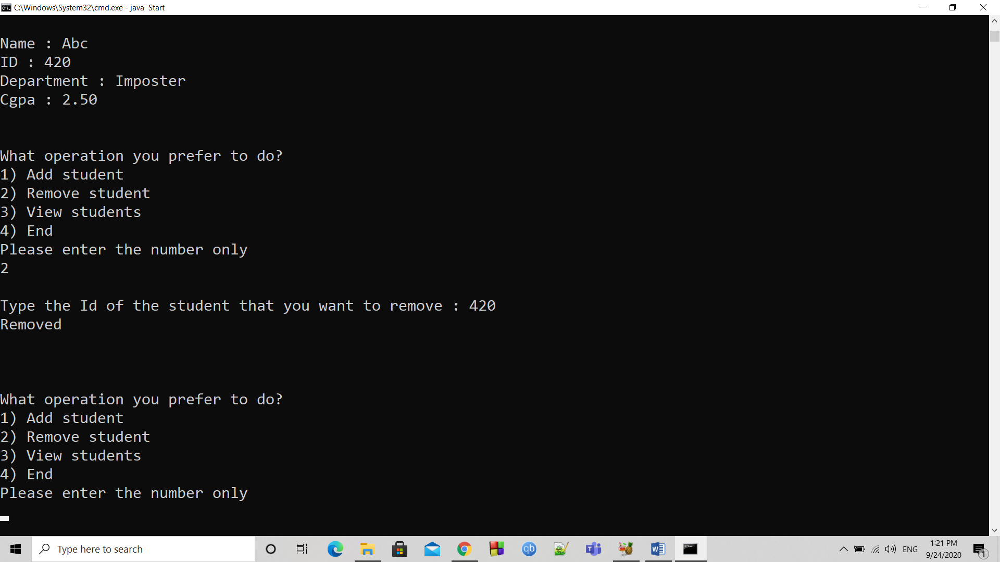 C:\Windows\System32\cmd.exe - java  Start
Name : Abc
ID : 420
Department : Imposter
Cgpa : 2.50
What operation you prefer to do?
1) Add student
2) Remove student
3) View students
4) End
Please enter the number only
2
Type the Id of the student that you want to remove : 420
Removed
What operation you prefer to do?
1) Add student
2) Remove student
3) View students
4) End
Please enter the number only
Type here to search
qb
ENG
1:21 PM
9/24/2020
1